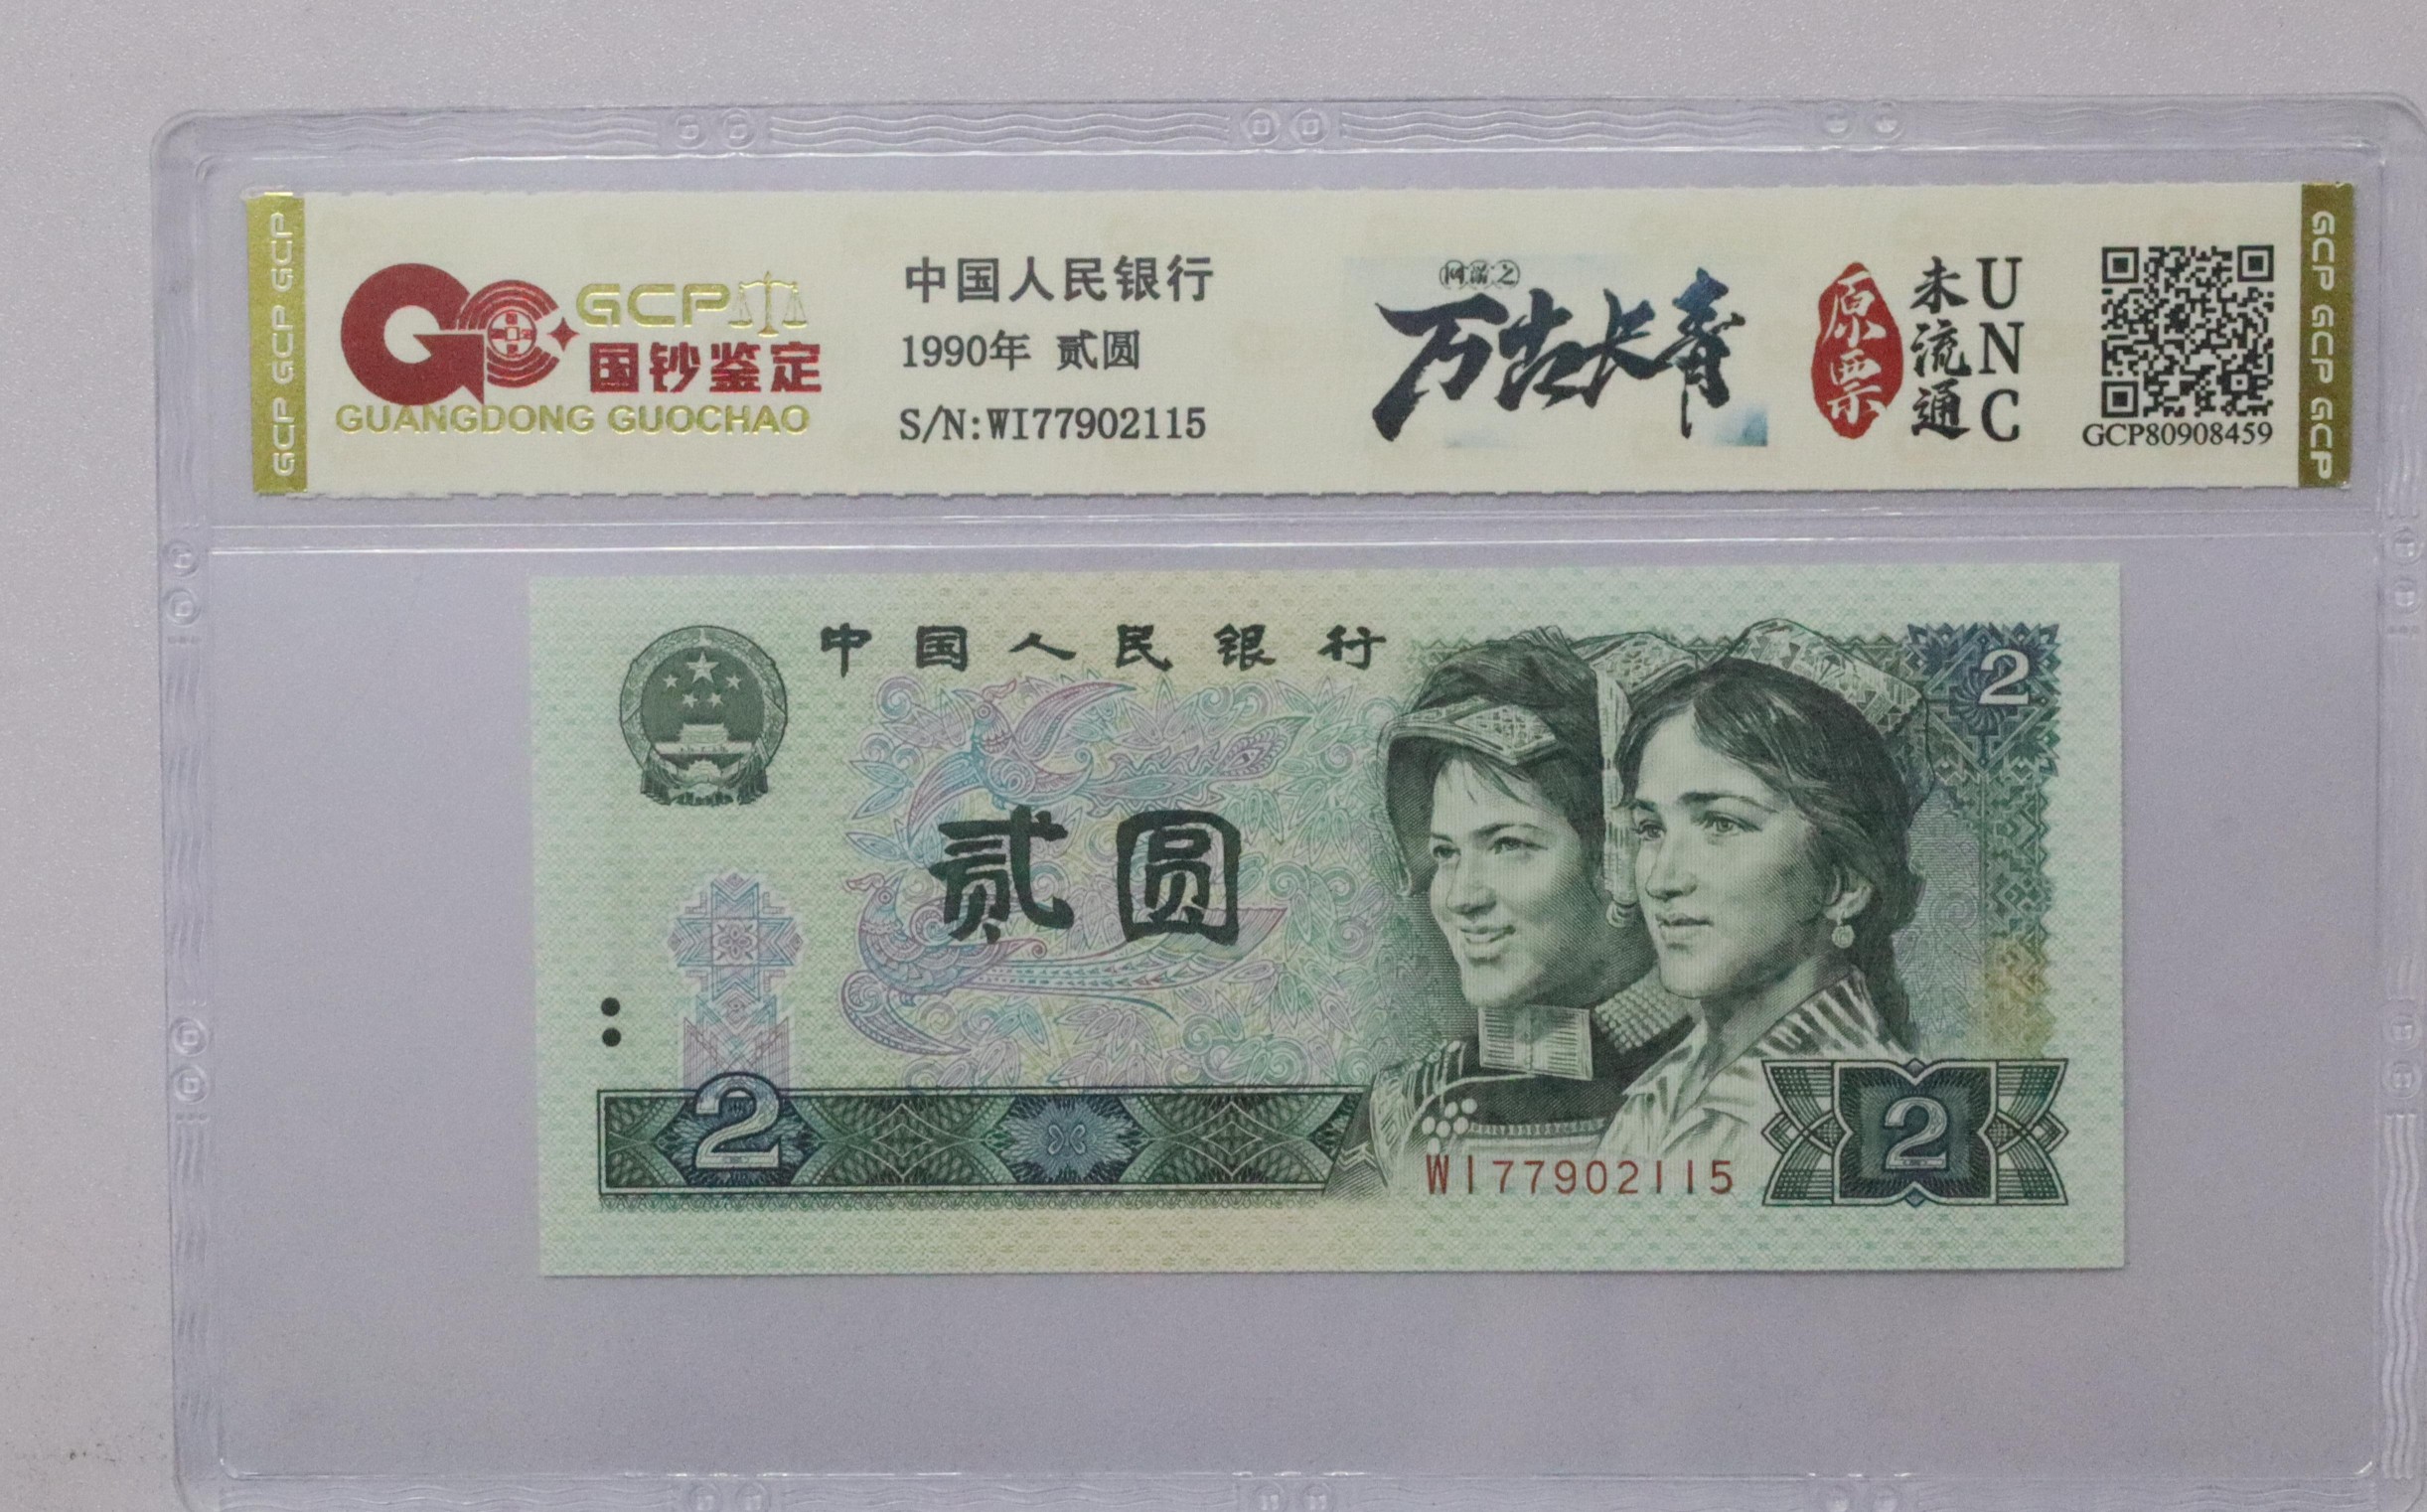 GCP GCP GCP
GCP
国钞鉴定
GUANGDONG GUOCHAO
中国人民银行
1990年 贰圆
S/N:WI77902115
万古长青
原票
未流通
UNC
GCP80908459
GCP GCP GCP
中国人民银行
2
贰圆
2
WI77902115
2